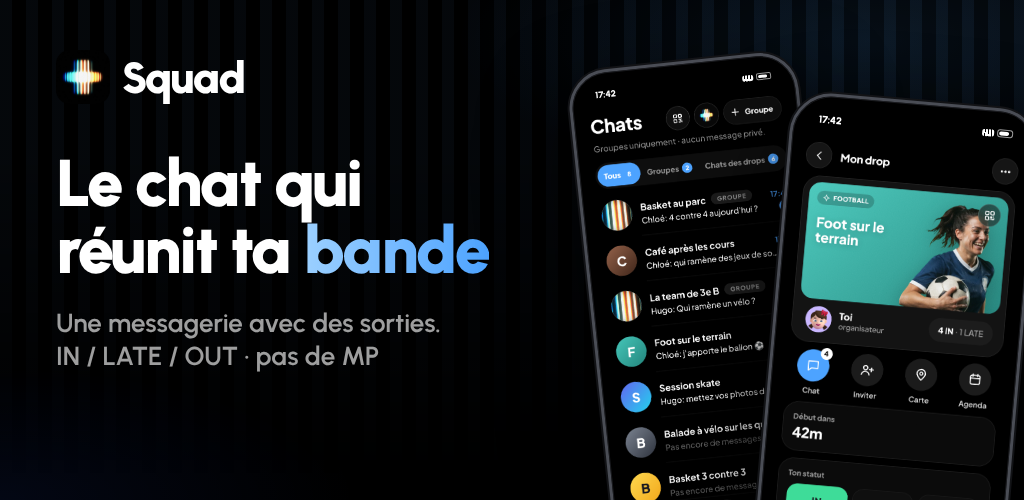 Squad
Le chat qui
réunit ta bande
Une messagerie avec des sorties.
IN / LATE / OUT · pas de MP
17:42
Chats
+ Groupe
Groupes uniquement · aucun message privé.
Tous 8
Groupes 2
Chats des drops 6
Basket au parc GROUPE
Chloé: 4 contre 4 aujourd'hui ?
C
Café après les cours
Chloé: qui ramène des jeux de so...
La team de 3e B GROUPE
Hugo: Qui ramène un vélo ?
F
Foot sur le terrain
Chloé: j'apporte le ballon ⚽
S
Session skate
Hugo: mettez vos photos d
B
Balade à vélo sur les
Pas encore de messages
B
Basket 3 contre 3
Pas encore de messag
17:42
Mon drop
FOOTBALL
Foot sur le
terrain
Toi
organisateur
4 IN · 1 LATE
4
Chat
Inviter
Carte
Agenda
Début dans
42m
Ton statut
IN